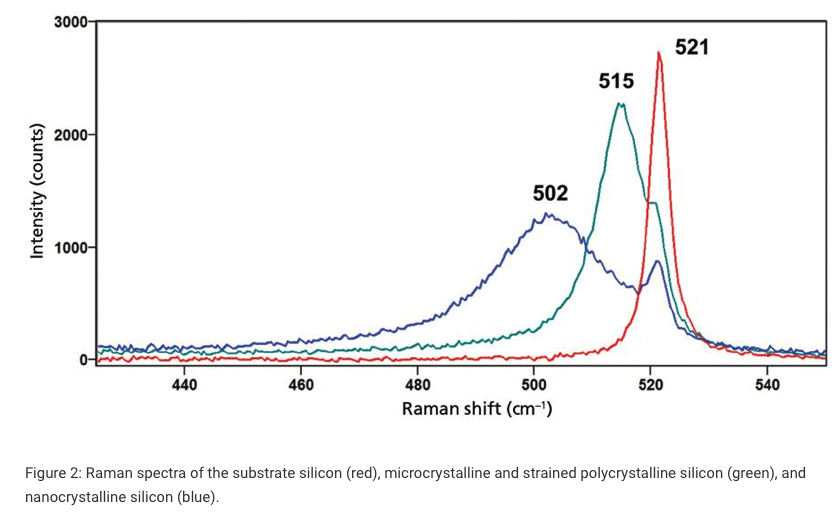 3000
521
515
2000
502
1000
0
Intensity (counts)
440 460 480 500 520 540
Raman shift (cm⁻¹)
Figure 2: Raman spectra of the substrate silicon (red), microcrystalline and strained polycrystalline silicon (green), and
nanocrystalline silicon (blue).